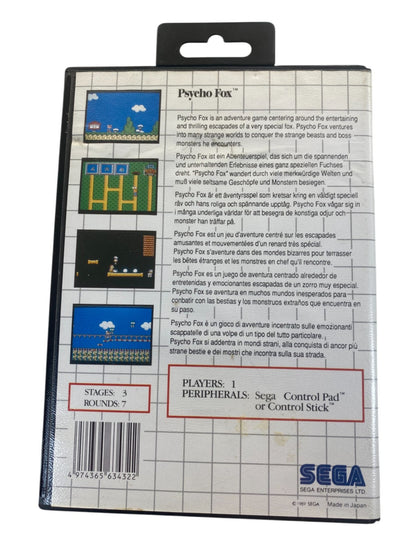 Psycho Fox™
Psycho Fox is an adventure game centering around the entertaining
and thrilling escapades of a very special fox. Psycho Fox ventures
into many strange worlds to conquer the strange beasts and boss
monsters he encounters.
Psycho Fox ist ein Abenteuerspiel, das sich um die spannenden
und unterhaltenden Erlebnisse eines ganz speziellen Fuchses
dreht. "Psycho Fox" wandert durch viele merkwürdige Welten und
muß viele seltsame Geschöpfe und Monstern besiegen.
Psycho Fox är ett äventyrsspel som kretsar kring en väldigt speciell
räv och hans roliga och spännande upptåg. Psycho Fox vågar sig in
i många underliga världar för att besegra de konstiga odjur och
monster han träffar på.
Psycho Fox est un jeu d'aventure centré sur les escapades
amusantes et mouvementées d'un renard très spécial.
Psycho Fox s'aventure dans des mondes bizarres pour terrasser
les bêtes étranges et les monstres en chef qu'il rencontre.
Psycho Fox es un juego de aventura centrado alrededor de
entretenidas y emocionantes escapadas de un zorro muy especial.
Psycho Fox se aventura en muchos mundos inesperados para
combatir con las bestias y los monstruos extraños que encuentra en
su paso.
Psycho Fox è un gioco di avventure incentrato sulle emozionanti
scappatelle di una volpe di un tipo del tutto particolare.
Psycho Fox si addentra in mondi strani, alla conquista di ancor più
strane bestie e dei mostri che incontra sulla sua strada.
STAGES: 3
ROUNDS: 7
PLAYERS: 1
PERIPHERALS: Sega Control Pad™
or Control Stick™
4 974365 634322
SEGA
SEGA ENTERPRISES LTD.
© 1989 SEGA Made in Japan